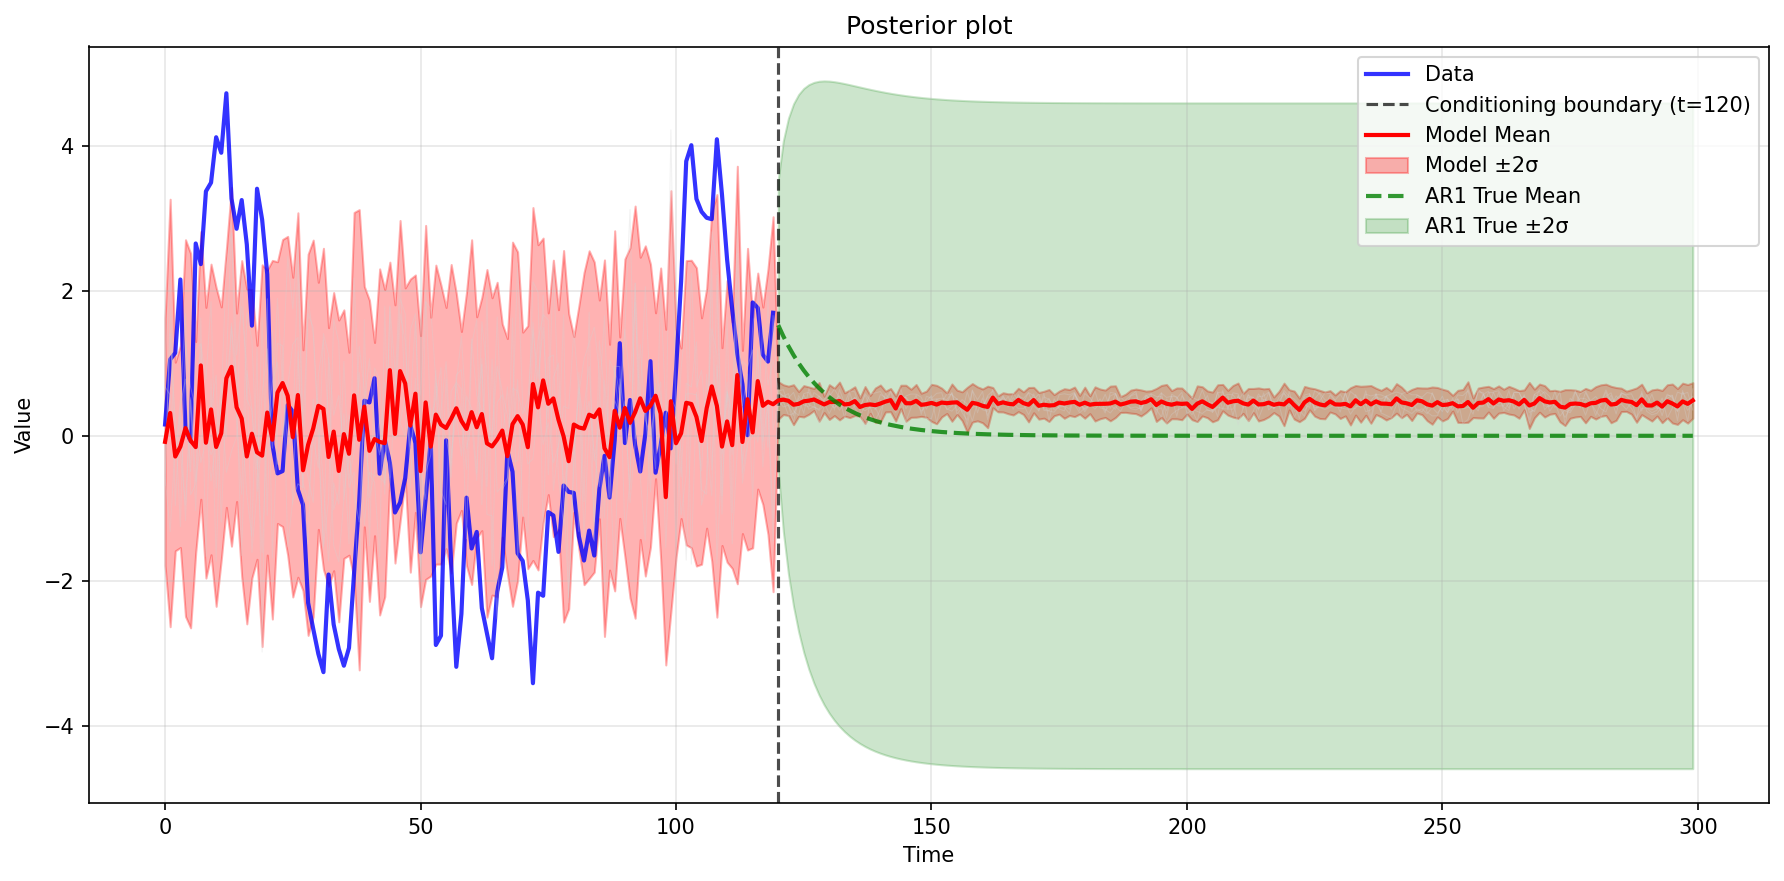 Posterior plot
Data
Conditioning boundary (t=120)
Model Mean
Model ±2σ
AR1 True Mean
AR1 True ±2σ
Value
4
2
0
−2
−4
0 50 100 150 200 250 300
Time